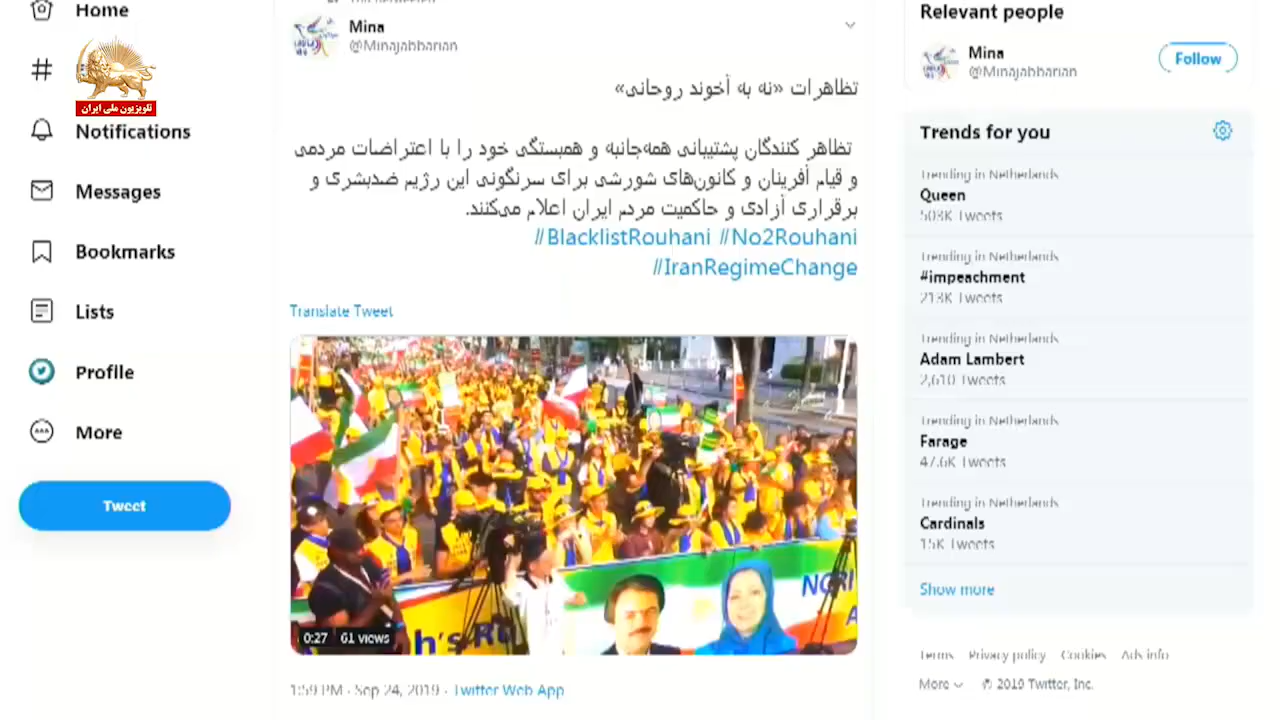 Home
#
تلویزیون ملی ایران
Notifications
Messages
Bookmarks
Lists
Profile
More
Tweet
Mina
@Minajabbarian
تظاهرات «نه به آخوند روحانی»
تظاهر کنندگان پشتیبانی همه‌جانبه و همبستگی خود را با اعتراضات مردمی
و قیام آفرینان و کانون‌های شورشی برای سرنگونی این رژیم ضدبشری و
برقراری آزادی و حاکمیت مردم ایران اعلام می‌کنند.
#BlacklistRouhani #No2Rouhani
#IranRegimeChange
Translate Tweet
0:27 61 views
1:59 PM · Sep 24, 2019 · Twitter Web App
Relevant people
Mina
@Minajabbarian
Follow
Trends for you
Trending in Netherlands
Queen
503K Tweets
Trending in Netherlands
#impeachment
213K Tweets
Trending in Netherlands
Adam Lambert
2,610 Tweets
Trending in Netherlands
Farage
47.6K Tweets
Trending in Netherlands
Cardinals
15K Tweets
Show more
Terms Privacy policy Cookies Ads info
More © 2019 Twitter, Inc.